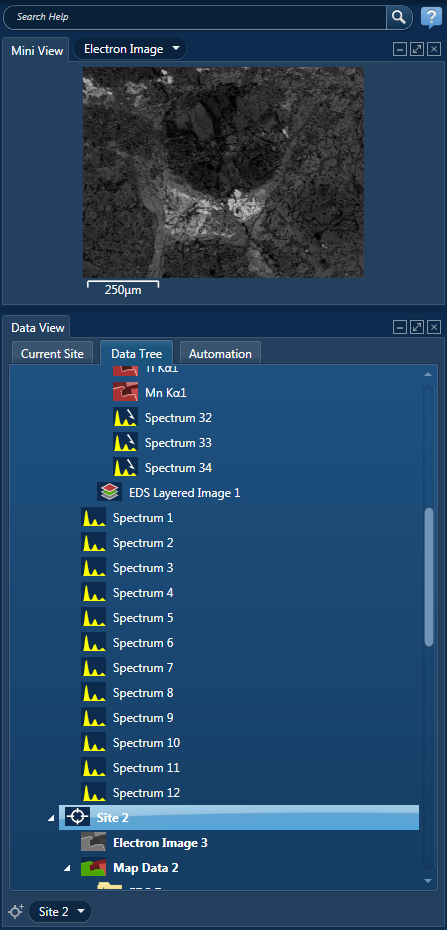 Search Help
?
Mini View
Electron Image
250µm
Data View
Current Site
Data Tree
Automation
Ti Kα1
Mn Kα1
Spectrum 32
Spectrum 33
Spectrum 34
EDS Layered Image 1
Spectrum 1
Spectrum 2
Spectrum 3
Spectrum 4
Spectrum 5
Spectrum 6
Spectrum 7
Spectrum 8
Spectrum 9
Spectrum 10
Spectrum 11
Spectrum 12
Site 2
Electron Image 3
Map Data 2
Site 2